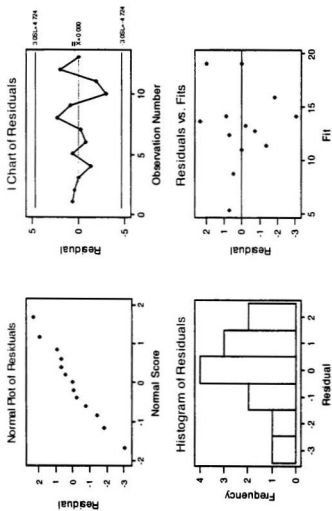 Normal Plot of Residuals
Residual
2
1
0
-1
-2
-3
-2 -1 0 1 2
Normal Score
I Chart of Residuals
Residual
5
0
-5
3.0SL=4.724
X=0.000
-3.0SL=-4.724
0 5 10
Observation Number
Histogram of Residuals
Frequency
4
3
2
1
0
-3 -2 -1 0 1 2
Residual
Residuals vs. Fits
Residual
2
1
0
-1
-2
-3
5 10 15 20
Fit